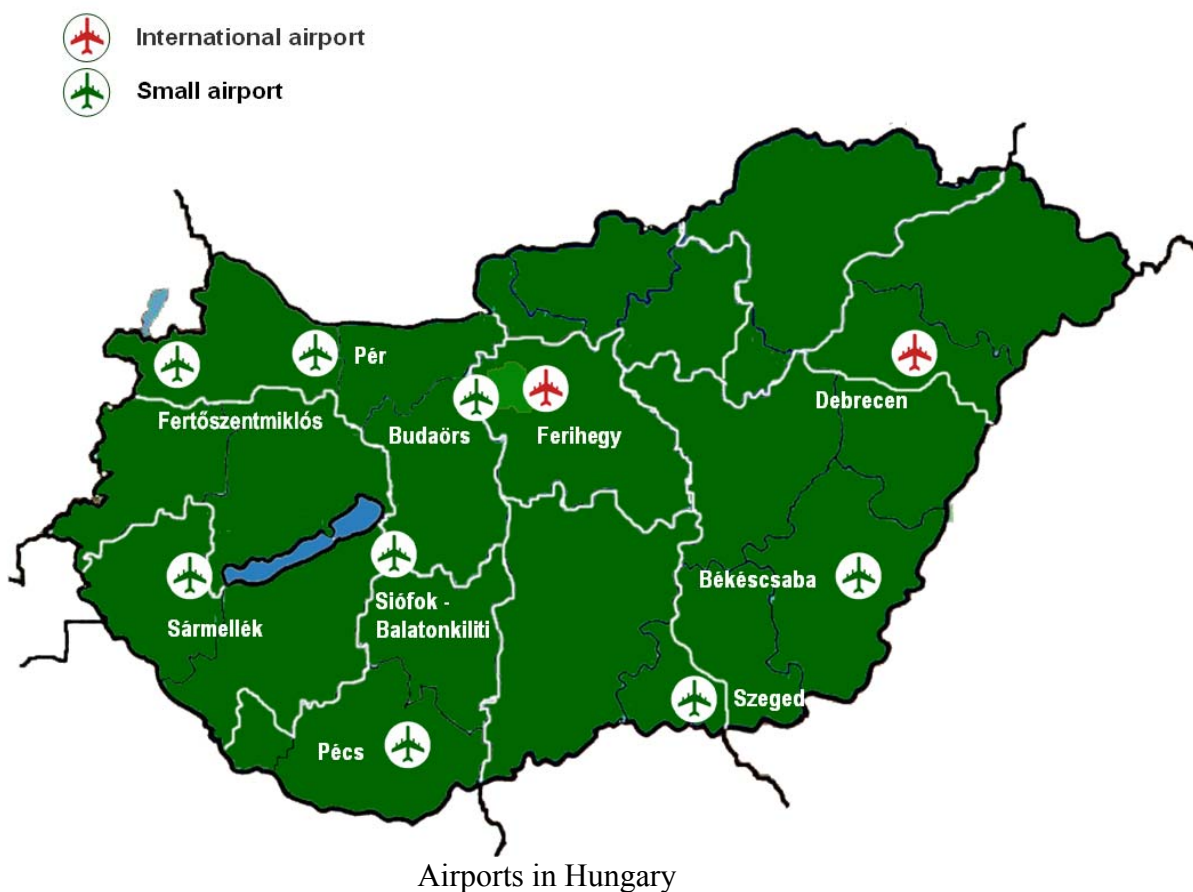 International airport
Small airport
Pér
Fertőszentmiklós
Budaörs
Ferihegy
Debrecen
Sármellék
Siófok -
Balatonkiliti
Békéscsaba
Szeged
Pécs
Airports in Hungary